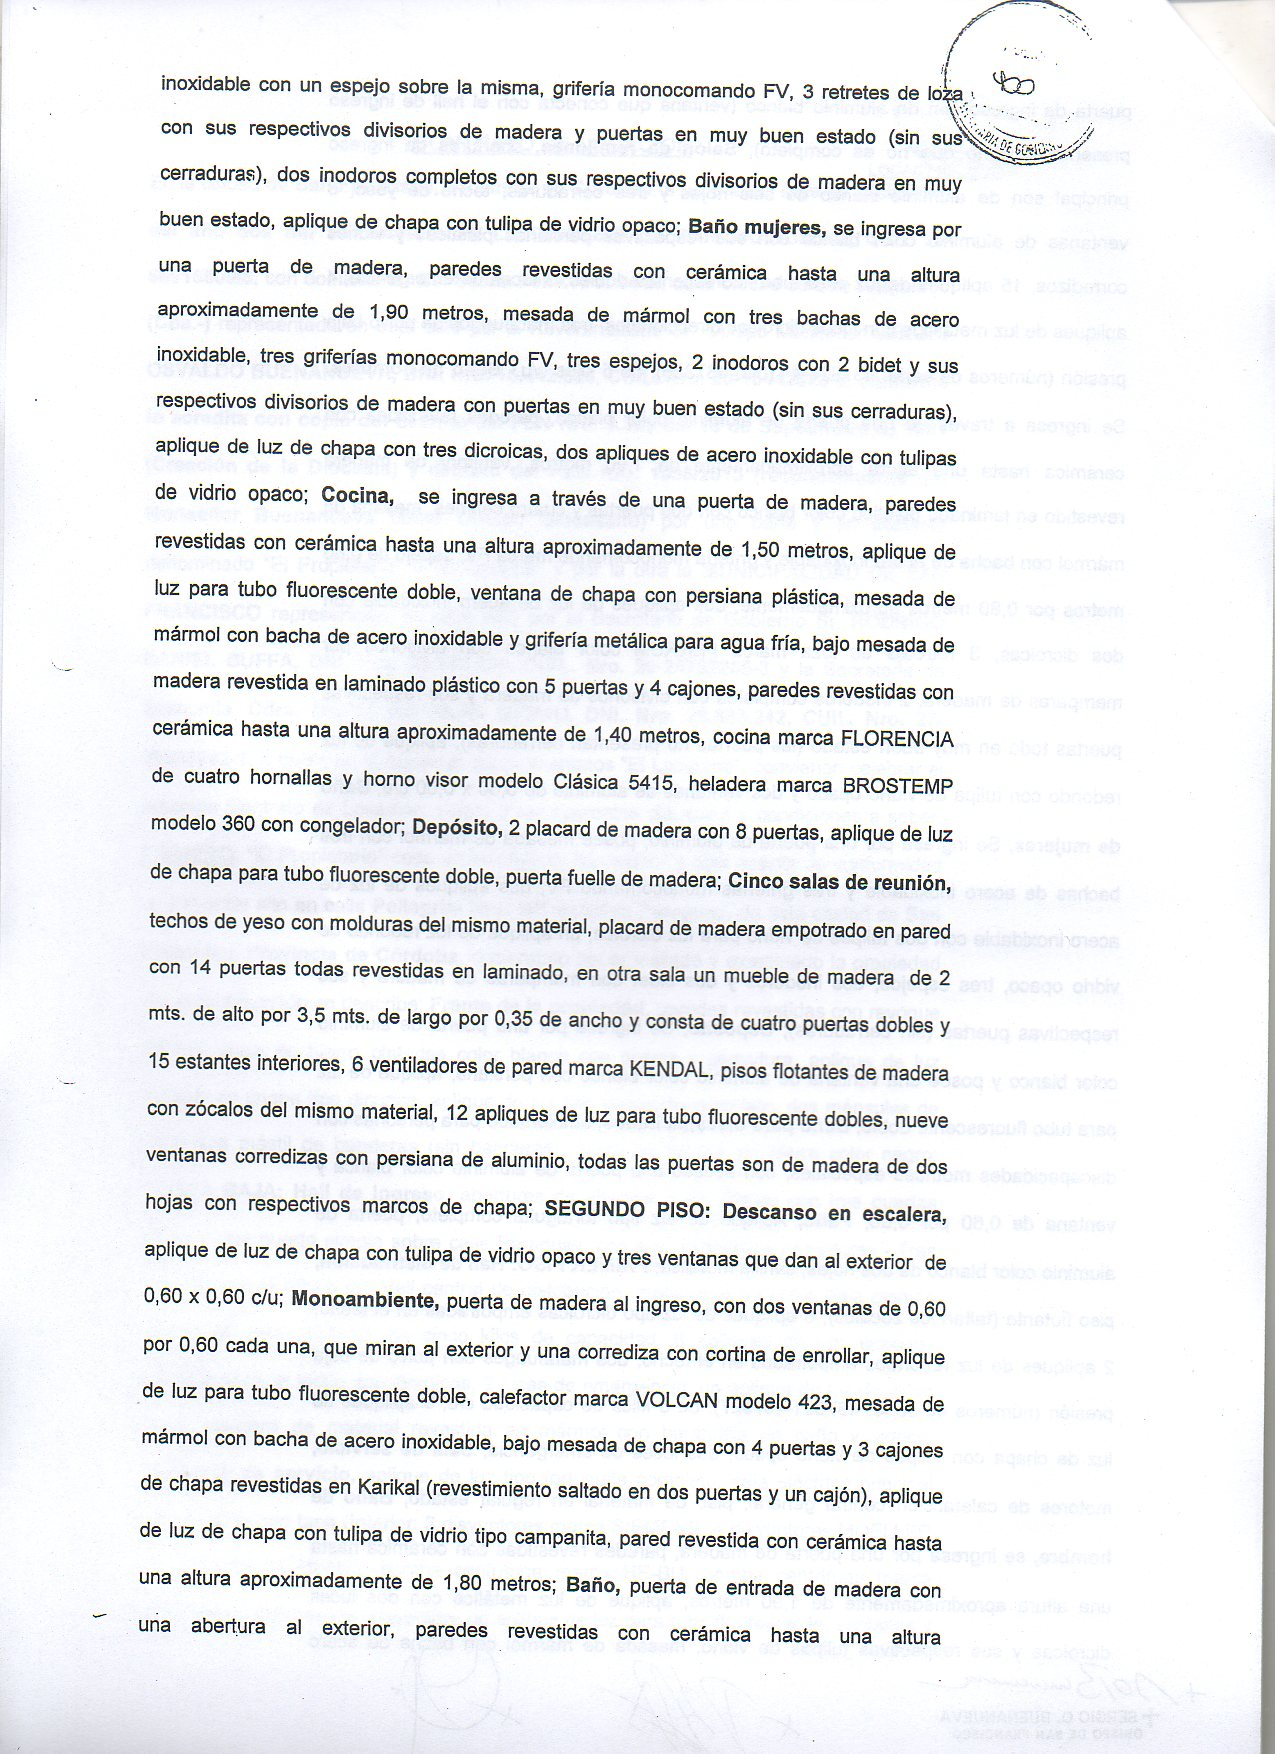 400
RIA DE GOBIERNO
inoxidable con un espejo sobre la misma, grifería monocomando FV, 3 retretes de loza
con sus respectivos divisorios de madera y puertas en muy buen estado (sin sus
cerraduras), dos inodoros completos con sus respectivos divisorios de madera en muy
buen estado, aplique de chapa con tulipa de vidrio opaco; Baño mujeres, se ingresa por
una puerta de madera, paredes revestidas con cerámica hasta una altura
aproximadamente de 1,90 metros, mesada de mármol con tres bachas de acero
inoxidable, tres griferías monocomando FV, tres espejos, 2 inodoros con 2 bidet y sus
respectivos divisorios de madera con puertas en muy buen estado (sin sus cerraduras),
aplique de luz de chapa con tres dicroicas, dos apliques de acero inoxidable con tulipas
de vidrio opaco; Cocina, se ingresa a través de una puerta de madera, paredes
revestidas con cerámica hasta una altura aproximadamente de 1,50 metros, aplique de
luz para tubo fluorescente doble, ventana de chapa con persiana plástica, mesada de
mármol con bacha de acero inoxidable y grifería metálica para agua fría, bajo mesada de
madera revestida en laminado plástico con 5 puertas y 4 cajones, paredes revestidas con
cerámica hasta una altura aproximadamente de 1,40 metros, cocina marca FLORENCIA
de cuatro hornallas y horno visor modelo Clásica 5415, heladera marca BROSTEMP
modelo 360 con congelador; Depósito, 2 placard de madera con 8 puertas, aplique de luz
de chapa para tubo fluorescente doble, puerta fuelle de madera; Cinco salas de reunión,
techos de yeso con molduras del mismo material, placard de madera empotrado en pared
con 14 puertas todas revestidas en laminado, en otra sala un mueble de madera de 2
mts. de alto por 3,5 mts. de largo por 0,35 de ancho y consta de cuatro puertas dobles y
15 estantes interiores, 6 ventiladores de pared marca KENDAL, pisos flotantes de madera
con zócalos del mismo material, 12 apliques de luz para tubo fluorescente dobles, nueve
ventanas corredizas con persiana de aluminio, todas las puertas son de madera de dos
hojas con respectivos marcos de chapa; SEGUNDO PISO: Descanso en escalera,
aplique de luz de chapa con tulipa de vidrio opaco y tres ventanas que dan al exterior de
0,60 x 0,60 c/u; Monoambiente, puerta de madera al ingreso, con dos ventanas de 0,60
por 0,60 cada una, que miran al exterior y una corrediza con cortina de enrollar, aplique
de luz para tubo fluorescente doble, calefactor marca VOLCAN modelo 423, mesada de
mármol con bacha de acero inoxidable, bajo mesada de chapa con 4 puertas y 3 cajones
de chapa revestidas en Karikal (revestimiento saltado en dos puertas y un cajón), aplique
de luz de chapa con tulipa de vidrio tipo campanita, pared revestida con cerámica hasta
una altura aproximadamente de 1,80 metros; Baño, puerta de entrada de madera con
una abertura al exterior, paredes revestidas con cerámica hasta una altura